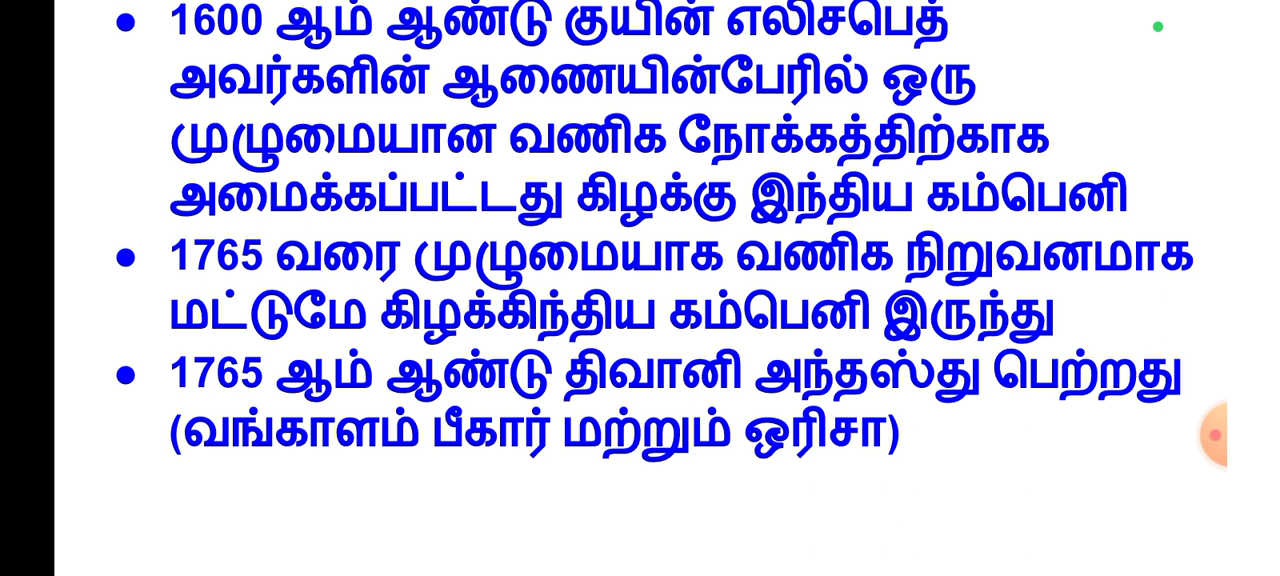 • 1600 ஆம் ஆண்டு குயின் எலிசபெத்
அவர்களின் ஆணையின்பேரில் ஒரு
முழுமையான வணிக நோக்கத்திற்காக
அமைக்கப்பட்டது கிழக்கு இந்திய கம்பெனி
• 1765 வரை முழுமையாக வணிக நிறுவனமாக
மட்டுமே கிழக்கிந்திய கம்பெனி இருந்து
• 1765 ஆம் ஆண்டு திவானி அந்தஸ்து பெற்றது
(வங்காளம் பீகார் மற்றும் ஒரிசா)